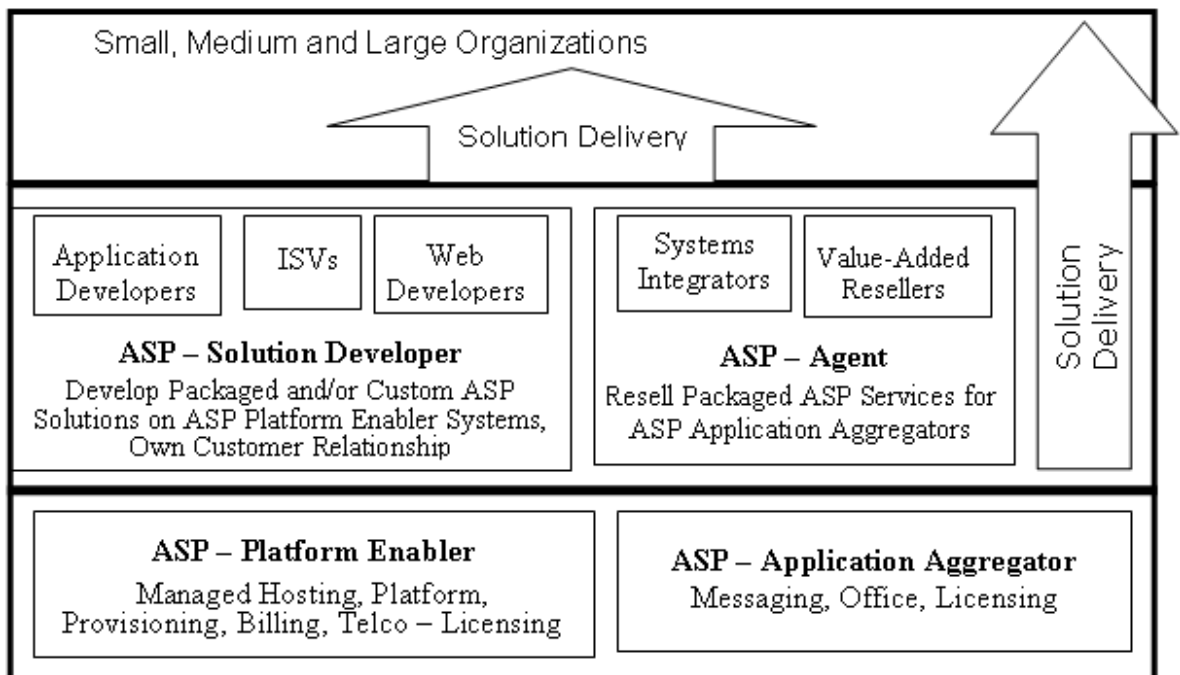 Small, Medium and Large Organizations
Solution Delivery
Application
Developers
ISVs
Web
Developers
ASP – Solution Developer
Develop Packaged and/or Custom ASP
Solutions on ASP Platform Enabler Systems,
Own Customer Relationship
Systems
Integrators
Value-Added
Resellers
ASP – Agent
Resell Packaged ASP Services for
ASP Application Aggregators
Solution
Delivery
ASP – Platform Enabler
Managed Hosting, Platform,
Provisioning, Billing, Telco – Licensing
ASP – Application Aggregator
Messaging, Office, Licensing